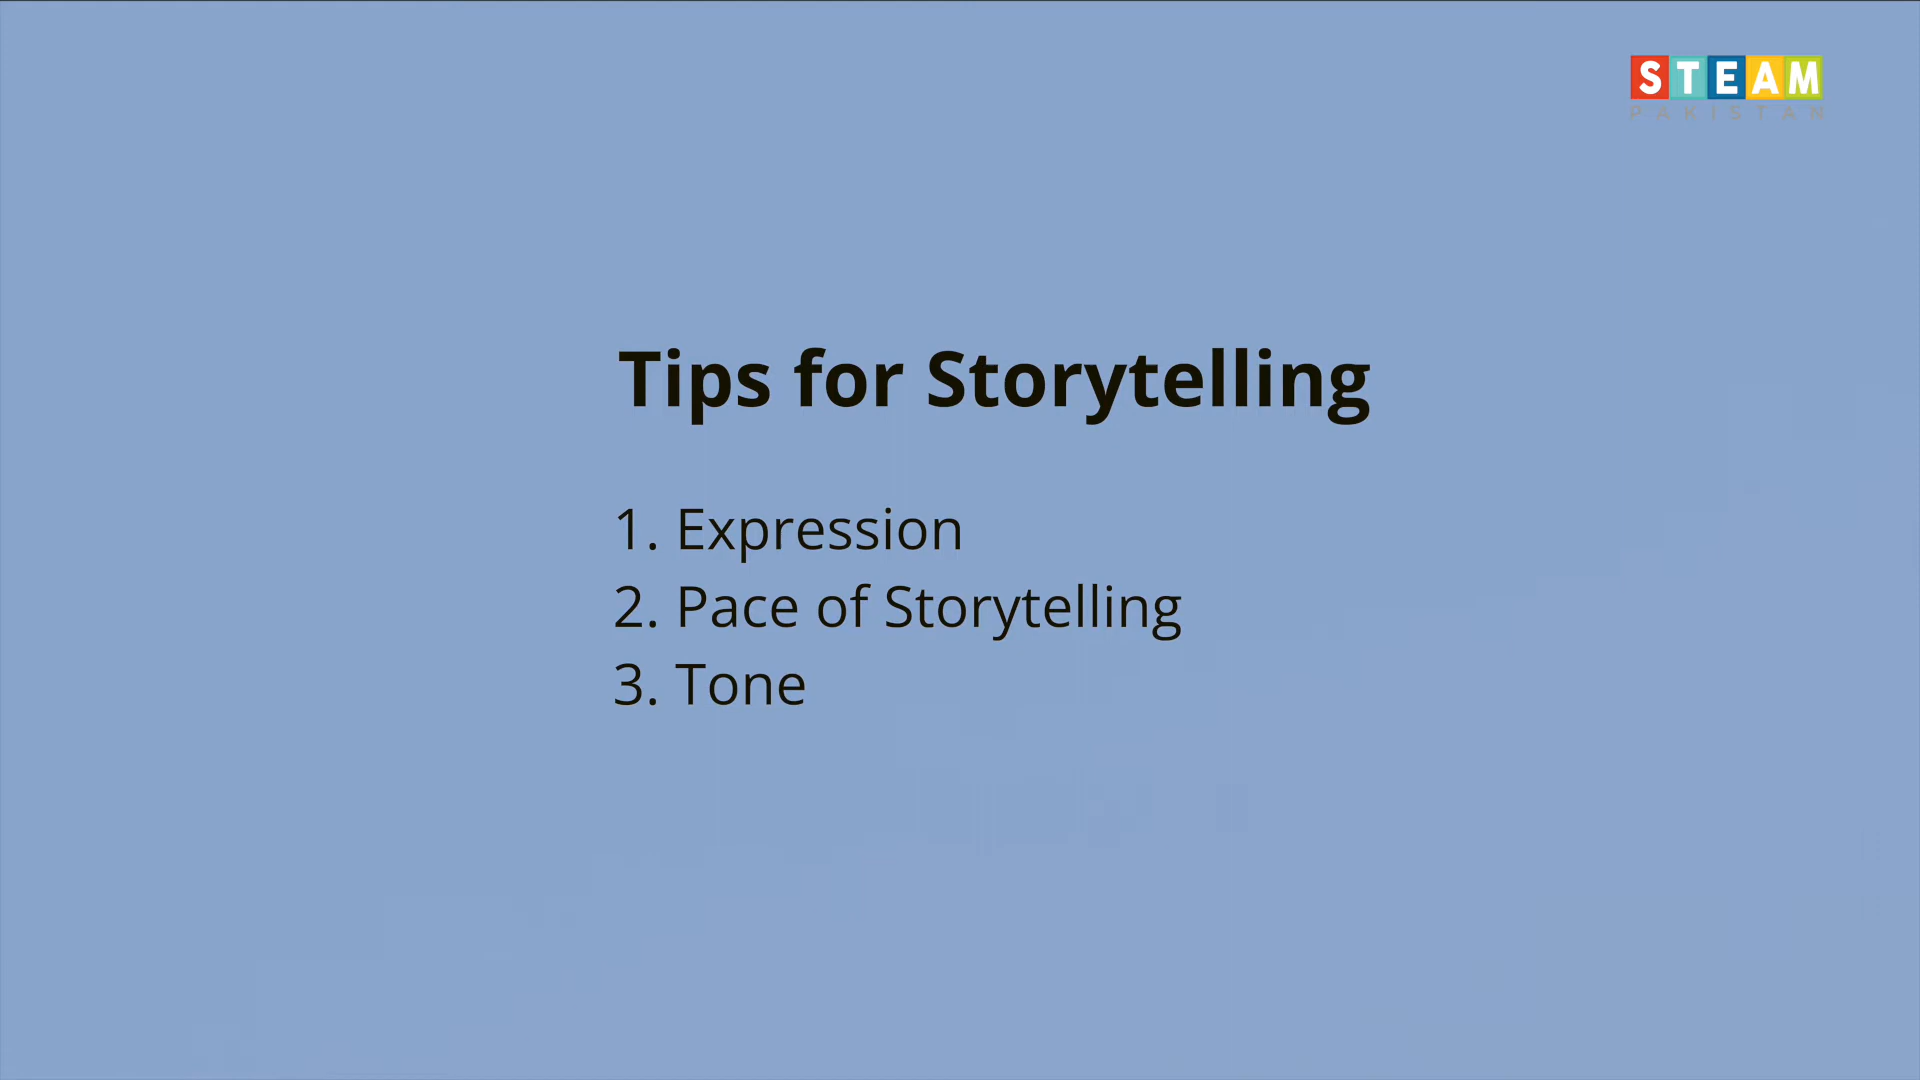 STEAM
PAKISTAN
Tips for Storytelling
1. Expression
2. Pace of Storytelling
3. Tone